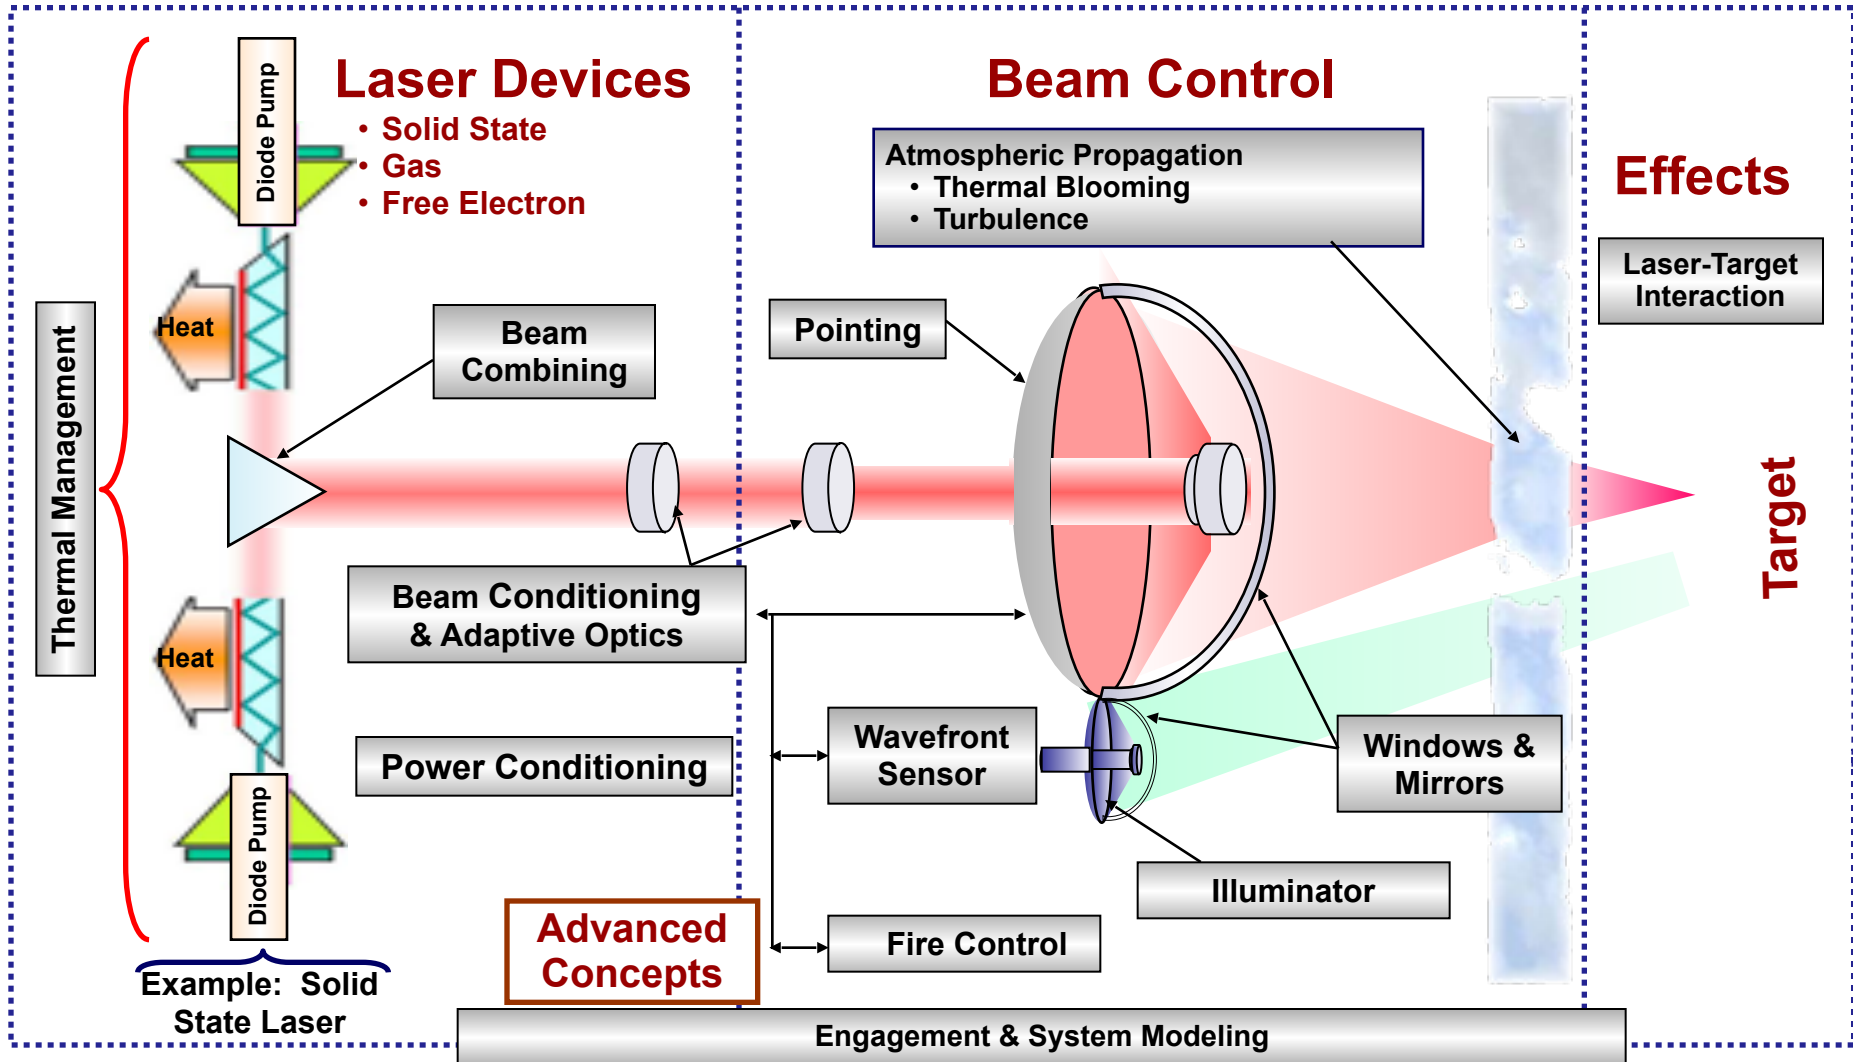 Laser Devices
• Solid State
• Gas
• Free Electron
Diode Pump
Heat
Thermal Management
Beam
Combining
Heat
Beam Conditioning
& Adaptive Optics
Power Conditioning
Diode Pump
Example: Solid
State Laser
Advanced
Concepts
Beam Control
Atmospheric Propagation
• Thermal Blooming
• Turbulence
Pointing
Wavefront
Sensor
Windows &
Mirrors
Illuminator
Fire Control
Effects
Laser-Target
Interaction
Target
Engagement & System Modeling